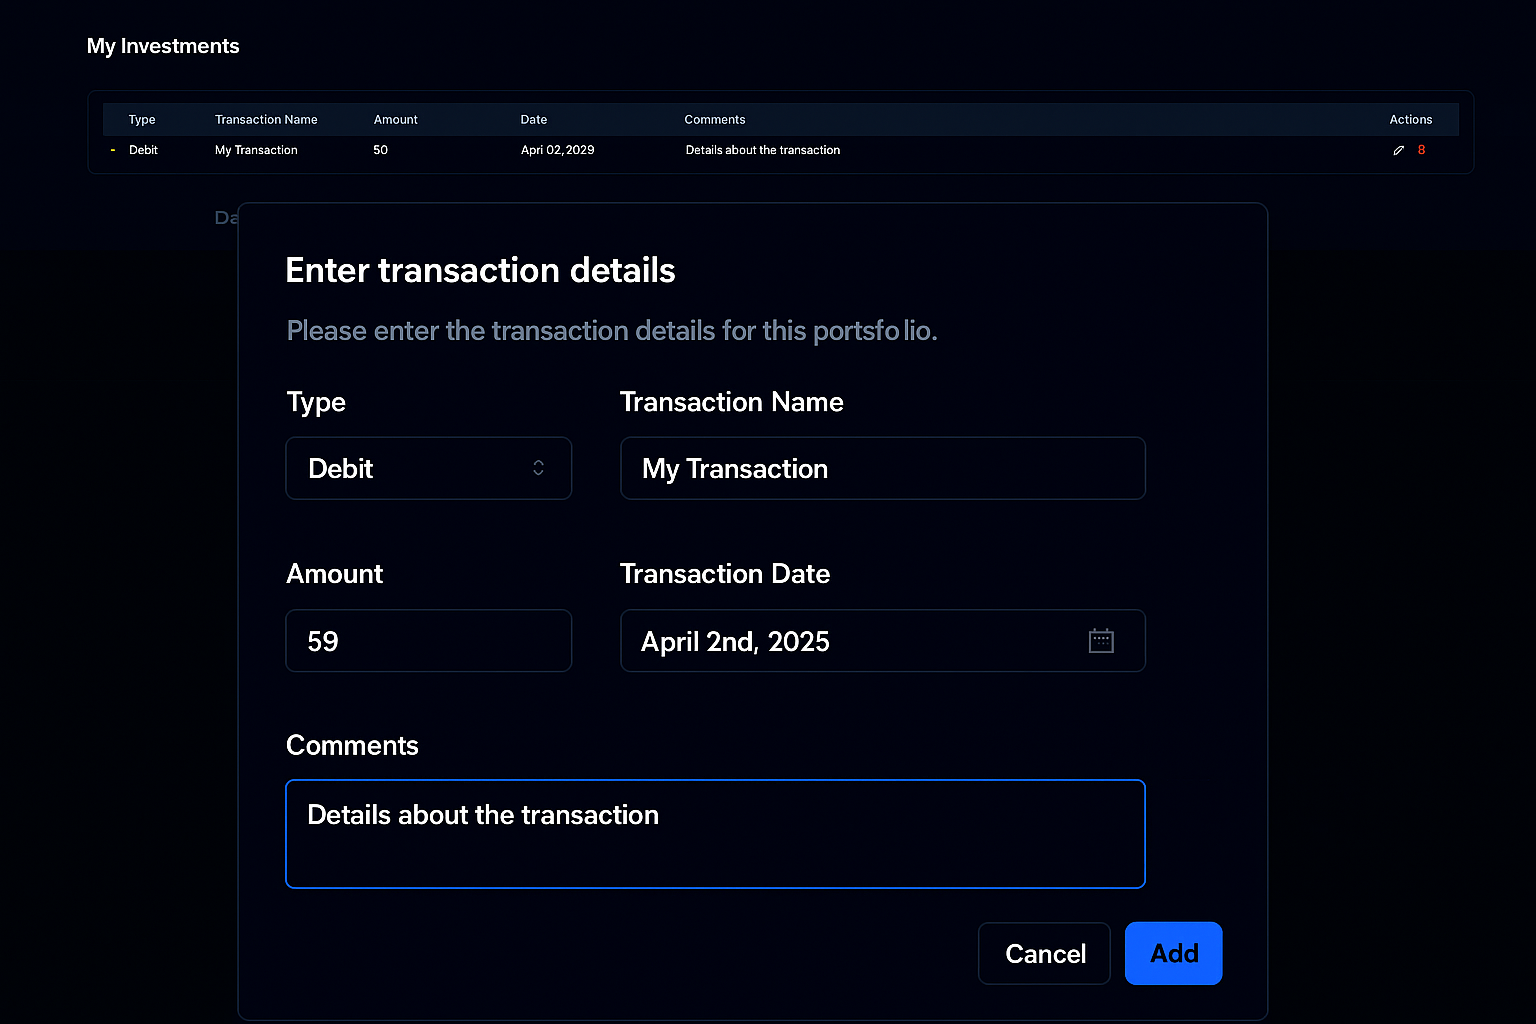 My Investments
Type Transaction Name Amount Date Comments Actions
- Debit My Transaction 50 Apri 02,2029 Details about the transaction 8
Da
Enter transaction details
Please enter the transaction details for this portsfo lio.
Type Transaction Name
Debit My Transaction
Amount Transaction Date
59 April 2nd, 2025
Comments
Details about the transaction
Cancel Add